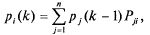 p_i(k) = \sum_{j=1}^{n} p_j(k-1) P_{ji},